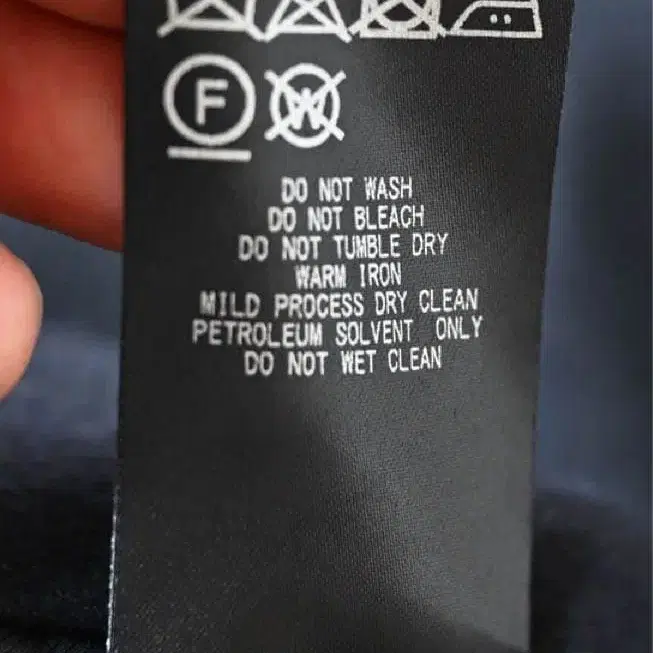 F W
DO NOT WASH
DO NOT BLEACH
DO NOT TUMBLE DRY
WARM IRON
MILD PROCESS DRY CLEAN
PETROLEUM SOLVENT ONLY
DO NOT WET CLEAN